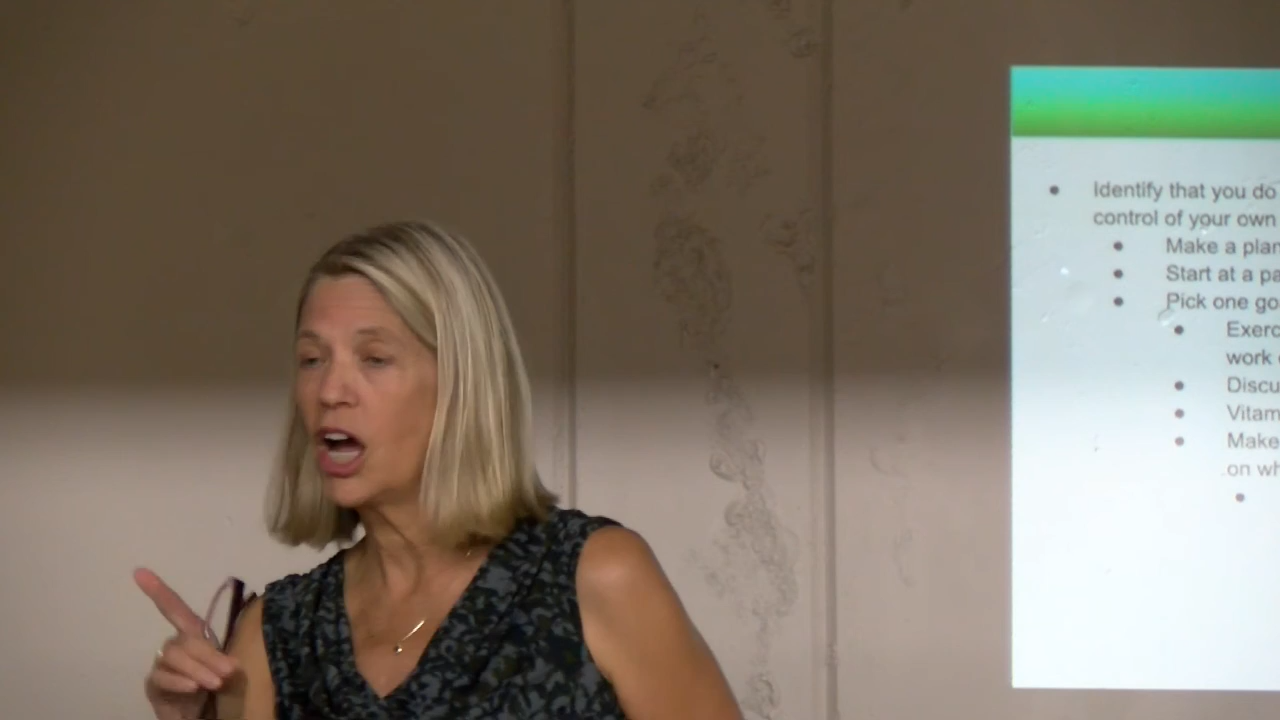 Identify that you do
control of your own
Make a plan
Start at a pa
Pick one go
Exerc
work
Discu
Vitam
Make
on wh